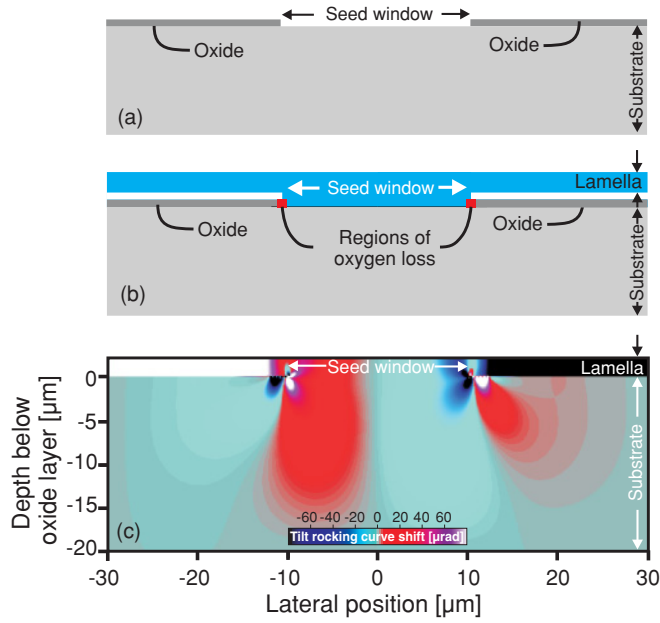 Seed window
Oxide
Oxide
Substrate
(a)
Lamella
Seed window
Oxide
Regions of
oxygen loss
Oxide
Substrate
(b)
Seed window
Lamella
0
-5
-10
-15
-20
Depth below
oxide layer [µm]
Substrate
(c)
-60 -40 -20 0 20 40 60
Tilt rocking curve shift [µrad]
-30 -20 -10 0 10 20 30
Lateral position [µm]